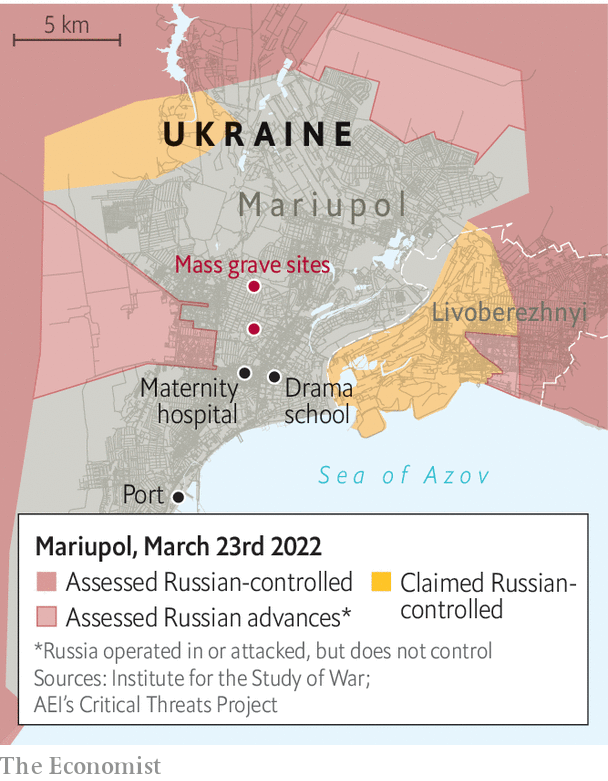 5 km
UKRAINE
Mariupol
Mass grave sites
Livoberezhnyi
Maternity
hospital
Drama
school
Sea of Azov
Port
Mariupol, March 23rd 2022
Assessed Russian-controlled
Claimed Russian-
controlled
Assessed Russian advances*
*Russia operated in or attacked, but does not control
Sources: Institute for the Study of War;
AEI's Critical Threats Project
The Economist